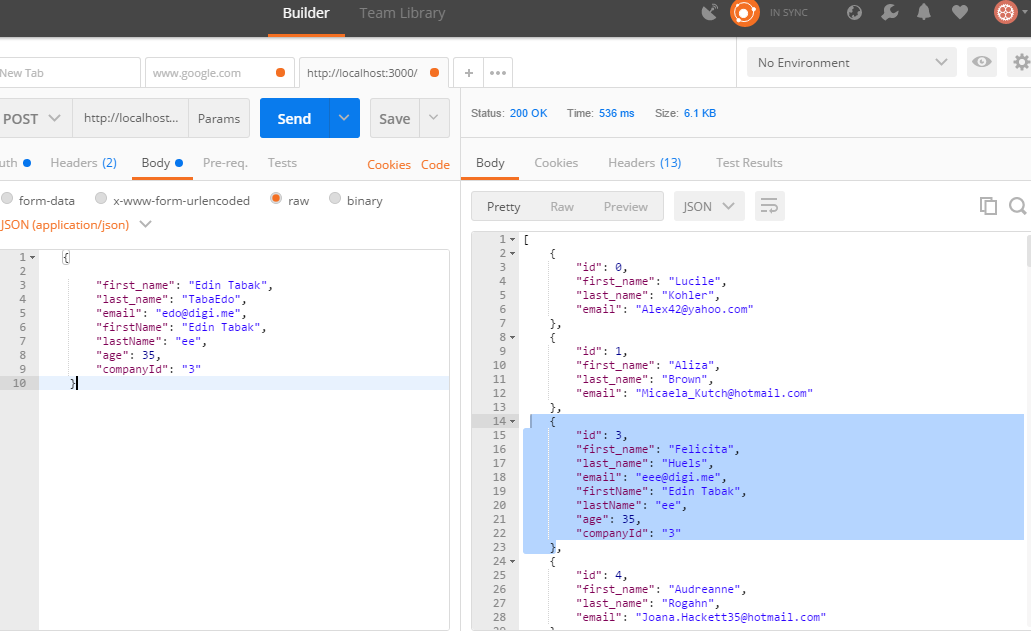 Builder Team Library IN SYNC
New Tab www.google.com http://localhost:3000/ + ••• No Environment
POST http://localhost... Params Send Save Status: 200 OK Time: 536 ms Size: 6.1 KB
uth Headers (2) Body Pre-req. Tests Cookies Code
Body Cookies Headers (13) Test Results
form-data x-www-form-urlencoded raw binary
JSON (application/json)
Pretty Raw Preview JSON
1 {
2
3 "first_name": "Edin Tabak",
4 "last_name": "TabaEdo",
5 "email": "edo@digi.me",
6 "firstName": "Edin Tabak",
7 "lastName": "ee",
8 "age": 35,
9 "companyId": "3"
10 }
1 [
2 {
3 "id": 0,
4 "first_name": "Lucile",
5 "last_name": "Kohler",
6 "email": "Alex42@yahoo.com"
7 },
8 {
9 "id": 1,
10 "first_name": "Aliza",
11 "last_name": "Brown",
12 "email": "Micaela_Kutch@hotmail.com"
13 },
14 {
15 "id": 3,
16 "first_name": "Felicita",
17 "last_name": "Huels",
18 "email": "eee@digi.me",
19 "firstName": "Edin Tabak",
20 "lastName": "ee",
21 "age": 35,
22 "companyId": "3"
23 },
24 {
25 "id": 4,
26 "first_name": "Audreanne",
27 "last_name": "Rogahn",
28 "email": "Joana.Hackett35@hotmail.com"